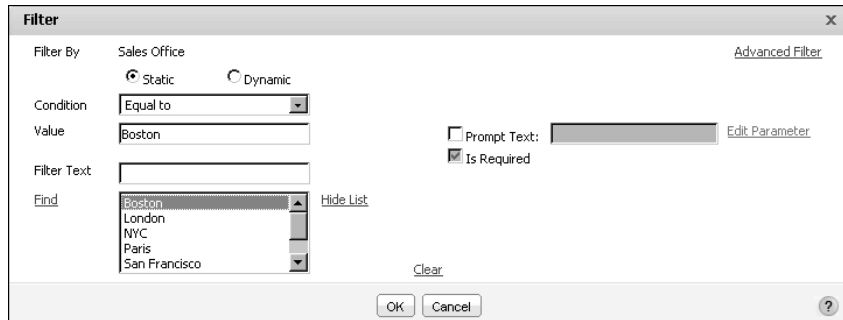 Filter x
Filter By Sales Office Advanced Filter
Static Dynamic
Condition Equal to
Value Boston Prompt Text: Edit Parameter
Is Required
Filter Text
Find Boston Hide List
London
NYC
Paris
San Francisco
Clear
OK Cancel ?